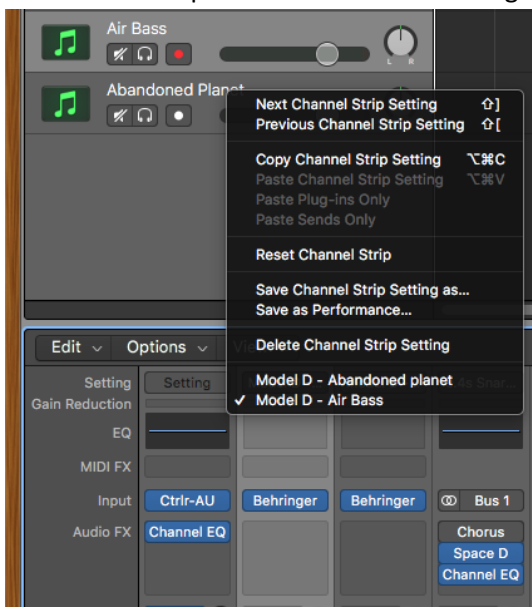 Air Bass
L R
Abandoned Planet
Next Channel Strip Setting ⇧]
Previous Channel Strip Setting ⇧[
Copy Channel Strip Setting ⌥⌘C
Paste Channel Strip Setting ⌥⌘V
Paste Plug-ins Only
Paste Sends Only
Reset Channel Strip
Save Channel Strip Setting as...
Save as Performance...
Delete Channel Strip Setting
Model D - Abandoned planet
✓ Model D - Air Bass
Edit Options
Setting Setting
Gain Reduction
EQ
MIDI FX
Input Ctrlr-AU Behringer Behringer Bus 1
Audio FX Channel EQ Chorus
Space D
Channel EQ